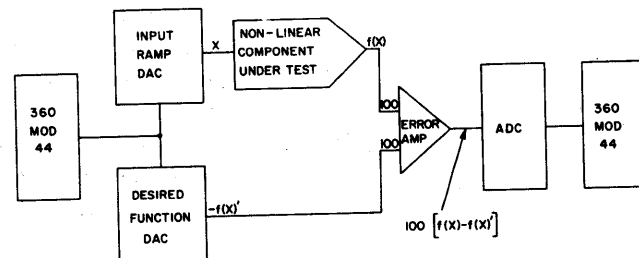 360
MOD
44
INPUT
RAMP
DAC
X
NON-LINEAR
COMPONENT
UNDER TEST
f(X)
DESIRED
FUNCTION
DAC
-f(X)'
100
100
ERROR
AMP
100 [f(X)-f(X)']
ADC
360
MOD
44